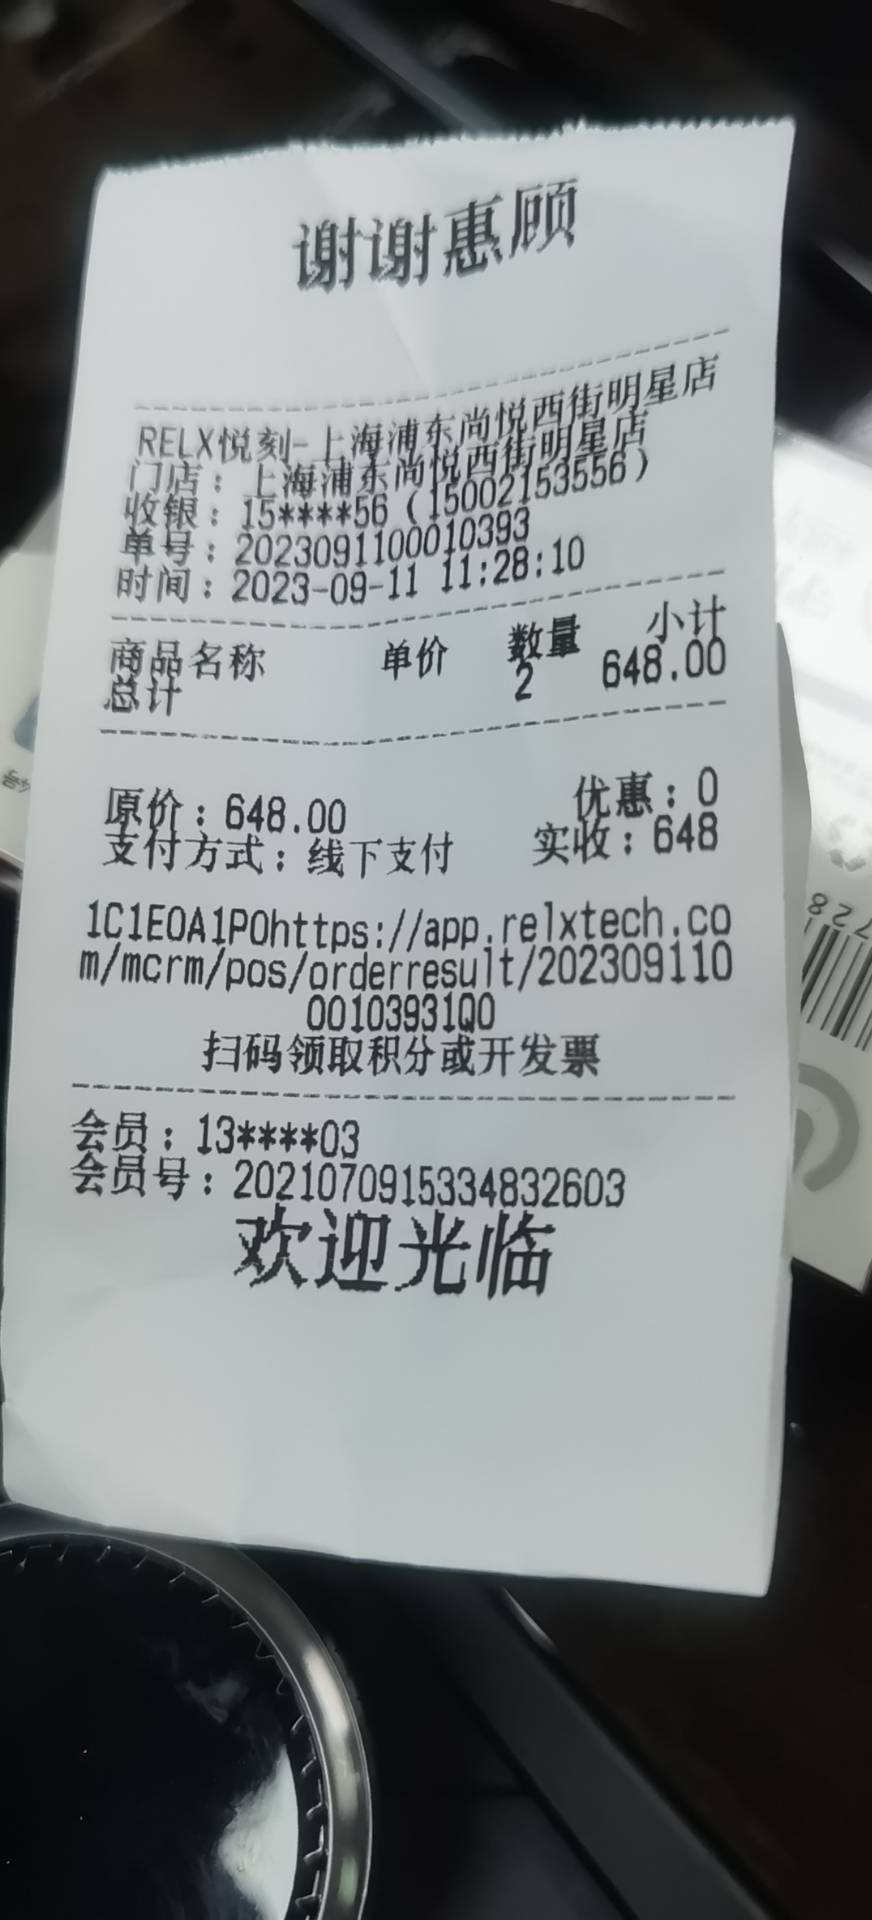 谢谢惠顾
RELX悦刻-上海浦东尚悦西街明星店
门店：上海浦东尚悦西街明星店
收银：15****56（15002153556）
单号：2023091100010393
时间：2023-09-11 11:28:10
商品名称 单价 数量 小计
总计 2 648.00
原价：648.00 优惠：0
支付方式：线下支付 实收：648
1C1E0A1P0https://app.relxtech.co
m/mcrm/pos/orderresult/202309110
00103931Q0
扫码领取积分或开发票
会员：13****03
会员号：2021070915334832603
欢迎光临
728